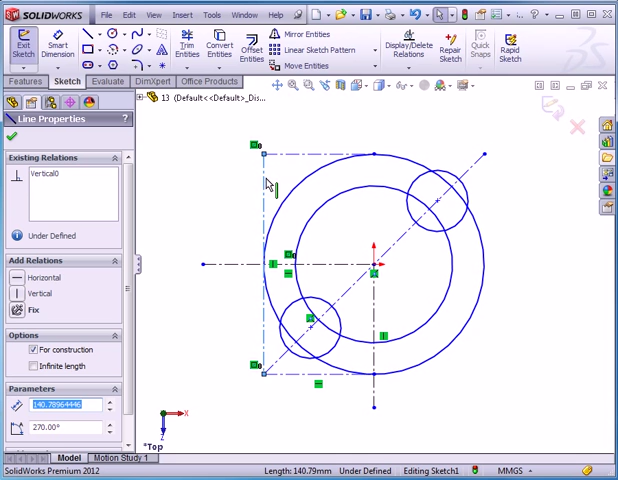 SOLIDWORKS File Edit View Insert Tools
Exit Sketch
Smart Dimension
Trim Entities
Convert Entities
Offset Entities
Mirror Entities
Linear Sketch Pattern
Move Entities
Display/Delete Relations
Repair Sketch
Quick Snaps
Rapid Sketch
Features Sketch Evaluate DimXpert Office Products
13 (Default<<Default>_Dis...
Line Properties
?
Existing Relations
Vertical0
Under Defined
Add Relations
Horizontal
Vertical
Fix
Options
For construction
Infinite length
Parameters
140.78964446
270.00°
X
Z
*Top
Model Motion Study 1
SolidWorks Premium 2012 Length: 140.79mm Under Defined Editing Sketch1 MMGS